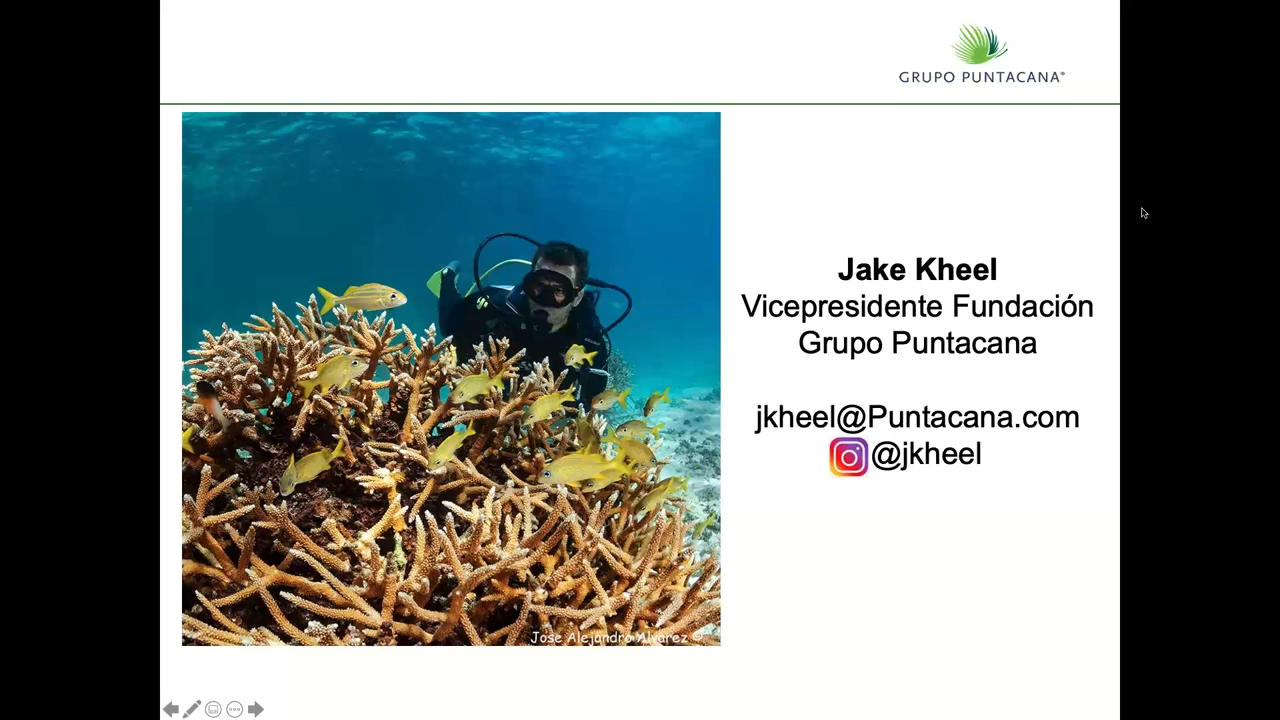 GRUPO PUNTACANA®
Jake Kheel
Vicepresidente Fundación
Grupo Puntacana
jkheel@Puntacana.com
@jkheel
Jose Alejandro Alvarez ©